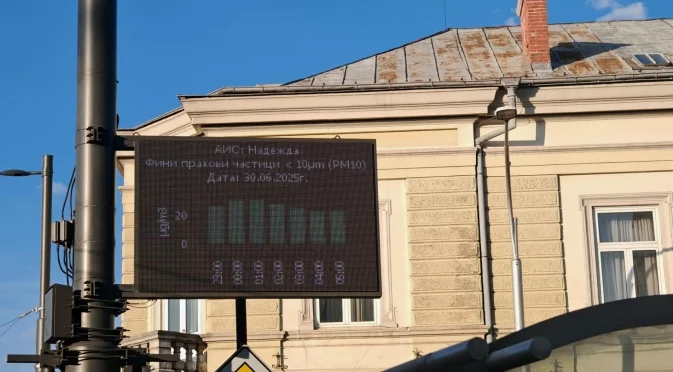 АИС: Надежда
Фини прахови частици < 10µm (PM10)
Дата: 30.06.2025г.
µg/m3
20
0
23:00
00:00
01:00
02:00
03:00
04:00
05:00